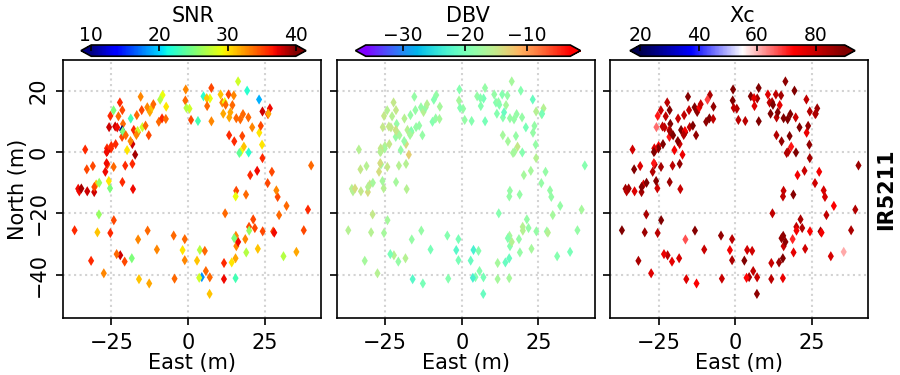 SNR DBV Xc
10 20 30 40 −30 −20 −10 20 40 60 80
20
0
−20
−40
North (m)
−25 0 25 −25 0 25 −25 0 25
East (m) East (m) East (m)
IR5211